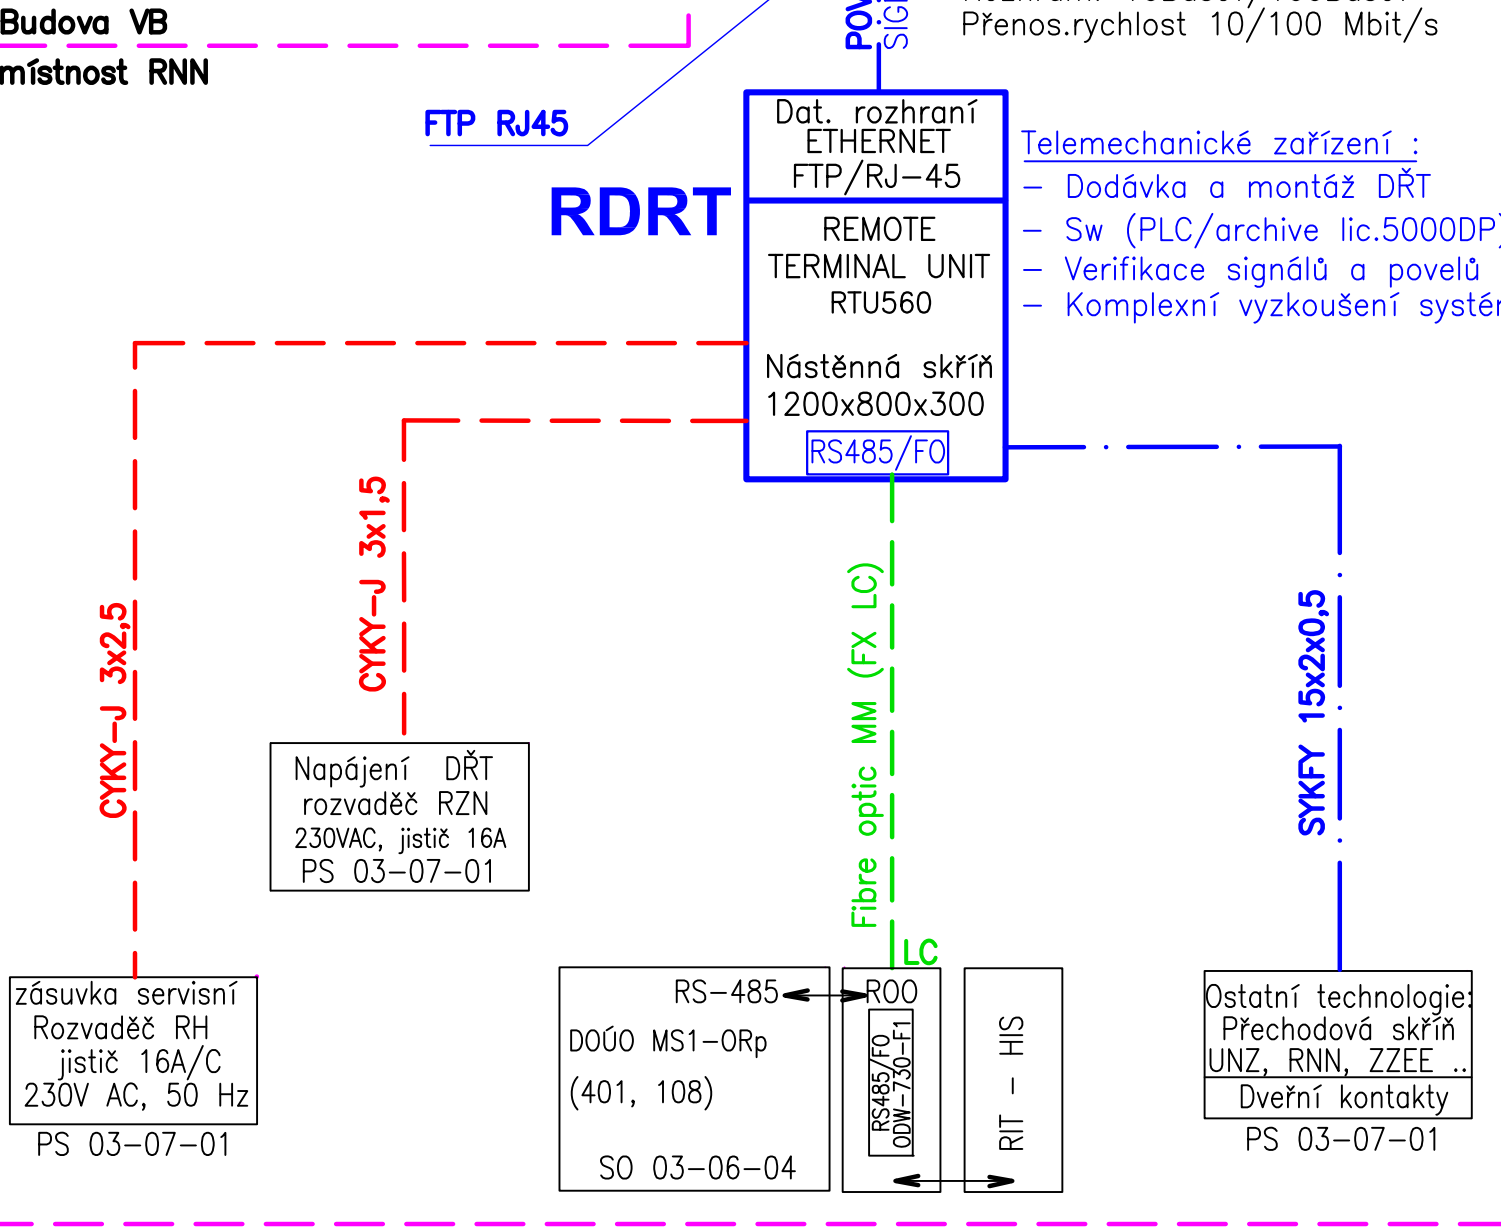 Budova VB
místnost RNN
Přenos.rychlost 10/100 Mbit/s
FTP RJ45
RDRT
Dat. rozhraní
ETHERNET
FTP/RJ-45
REMOTE
TERMINAL UNIT
RTU560
Nástěnná skříň
1200x800x300
RS485/FO
Telemechanické zařízení :
- Dodávka a montáž DŘT
- Sw (PLC/archive lic.5000DP)
- Verifikace signálů a povelů
- Komplexní vyzkoušení
CYKY-J 3x2,5
CYKY-J 3x1,5
Fibre optic MM (FX LC)
SYKFY 15x2x0,5
Napájení DŘT
rozvaděč RZN
230VAC, jistič 16A
PS 03-07-01
zásuvka servisní
Rozvaděč RH
jistič 16A/C
230V AC, 50 Hz
PS 03-07-01
LC
RS-485
DOÚO MS1-ORp
(401, 108)
SO 03-06-04
ROO
RS485/FO
ODW-730-F1
RIT - HIS
Ostatní technologie:
Přechodová skříň
UNZ, RNN, ZZEE ..
Dveřní kontakty
PS 03-07-01